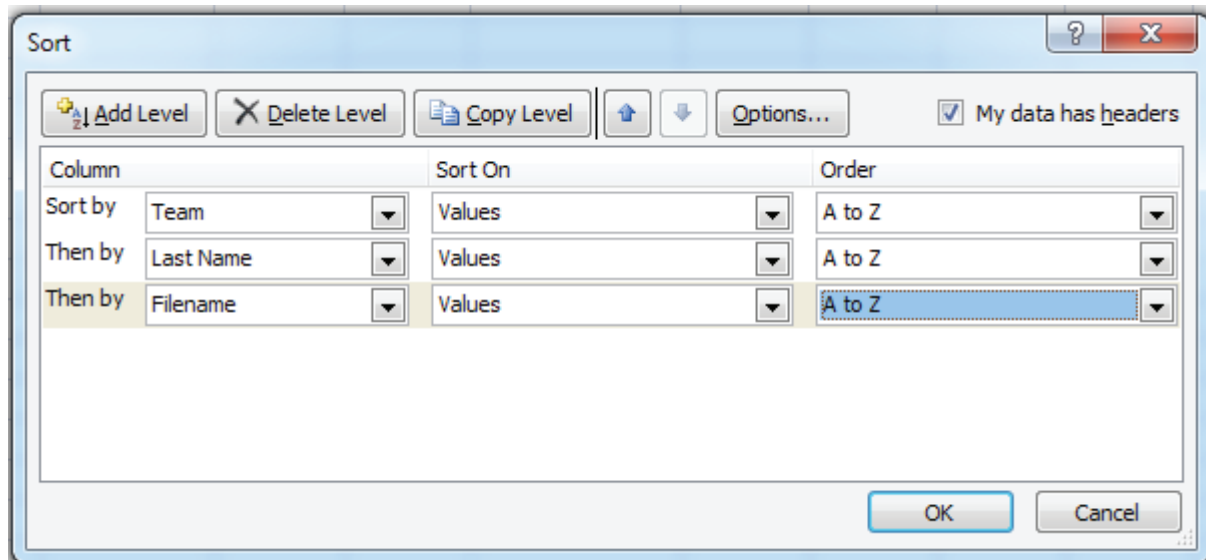 Sort
Add Level Delete Level Copy Level Options... My data has headers
Column Sort On Order
Sort by Team Values A to Z
Then by Last Name Values A to Z
Then by Filename Values A to Z
OK Cancel